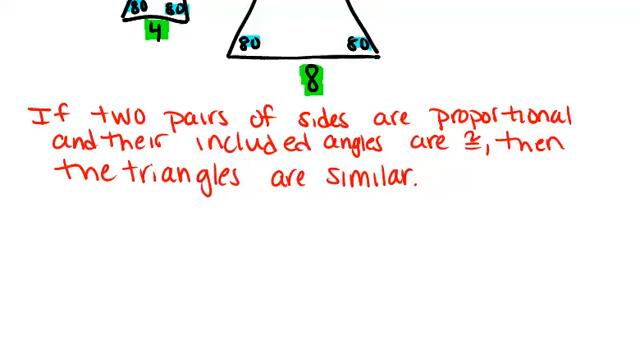 80 80
4
80 80
8
If two pairs of sides are proportional
and their included angles are ≅, then
the triangles are similar.